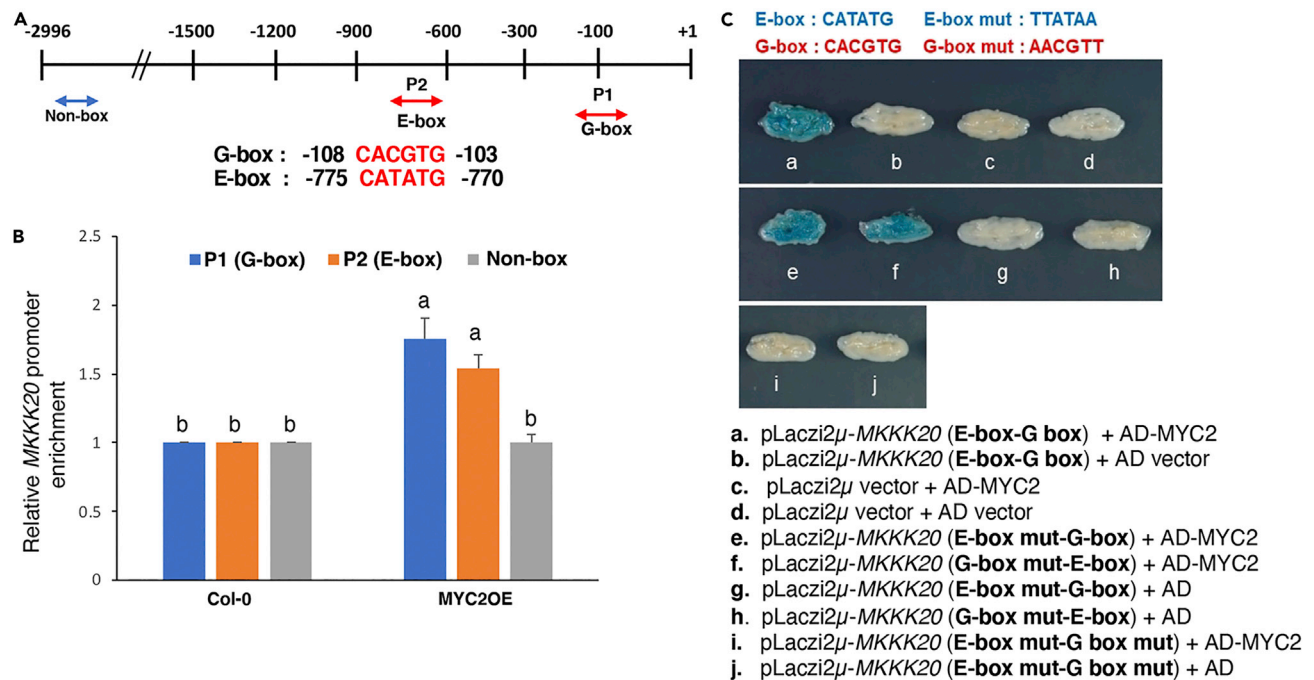 A
-2996 -1500 -1200 -900 -600 -300 -100 +1
Non-box
P2
E-box
P1
G-box
G-box : -108 CACGTG -103
E-box : -775 CATATG -770
B
Relative MKKK20 promoter
enrichment
2.5
2
1.5
1
0.5
0
P1 (G-box) P2 (E-box) Non-box
b b b a a b
Col-0 MYC2OE
C
E-box : CATATG E-box mut : TTATAA
G-box : CACGTG G-box mut : AACGTT
a b c d
e f g h
i j
a. pLaczi2μ-MKKK20 (E-box-G box) + AD-MYC2
b. pLaczi2μ-MKKK20 (E-box-G box) + AD vector
c. pLaczi2μ vector + AD-MYC2
d. pLaczi2μ vector + AD vector
e. pLaczi2μ-MKKK20 (E-box mut-G-box) + AD-MYC2
f. pLaczi2μ-MKKK20 (G-box mut-E-box) + AD-MYC2
g. pLaczi2μ-MKKK20 (E-box mut-G-box) + AD
h. pLaczi2μ-MKKK20 (G-box mut-E-box) + AD
i. pLaczi2μ-MKKK20 (E-box mut-G box mut) + AD-MYC2
j. pLaczi2μ-MKKK20 (E-box mut-G box mut) + AD